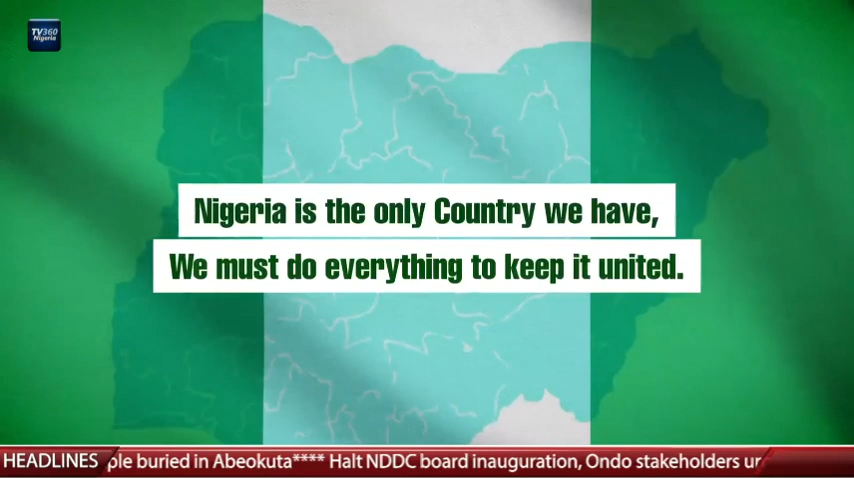 TV360
Nigeria
Nigeria is the only Country we have,
We must do everything to keep it united.
HEADLINES
buried in Abeokuta**** Halt NDDC board inauguration, Ondo stakeholders